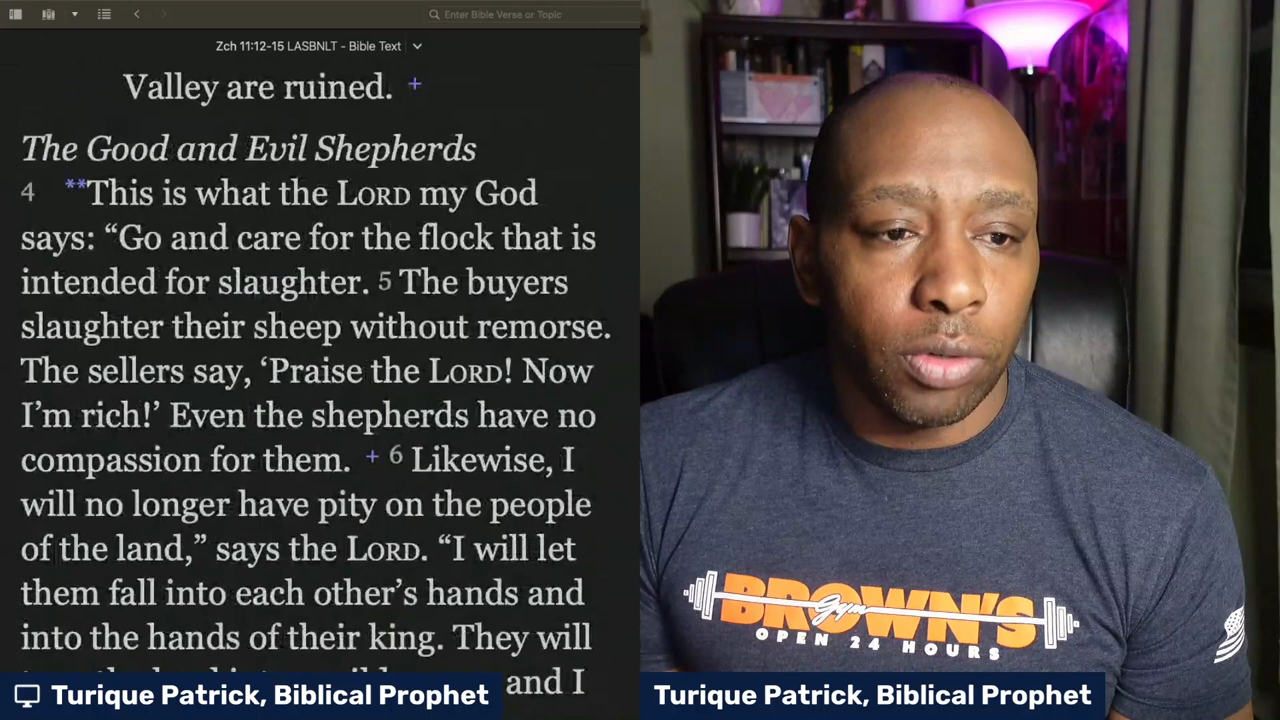 Enter Bible Verse or Topic
Zch 11:12-15 LASBNLT - Bible Text
Valley are ruined. +
The Good and Evil Shepherds
4 **This is what the LORD my God
says: “Go and care for the flock that is
intended for slaughter. 5 The buyers
slaughter their sheep without remorse.
The sellers say, ‘Praise the LORD! Now
I’m rich!’ Even the shepherds have no
compassion for them. + 6 Likewise, I
will no longer have pity on the people
of the land,” says the LORD. “I will let
them fall into each other’s hands and
into the hands of their king. They will
and I
Turique Patrick, Biblical Prophet
BROWN'S
Gym
OPEN 24 HOURS
Turique Patrick, Biblical Prophet